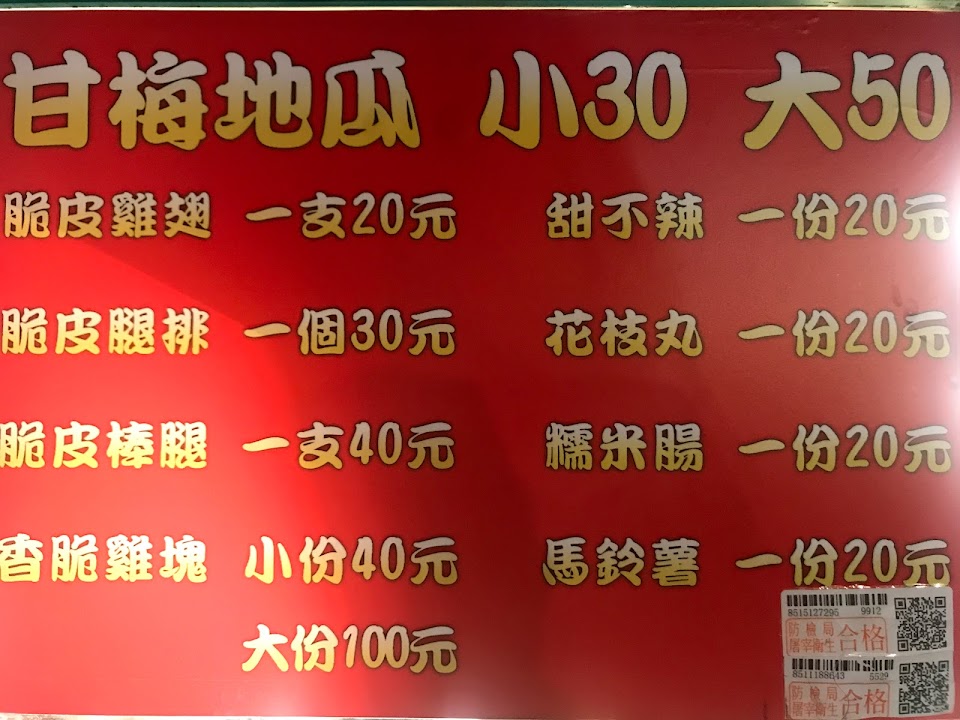 甘梅地瓜 小30 大50
脆皮雞翅 一支20元 甜不辣 一份20元
脆皮腿排 一個30元 花枝丸 一份20元
脆皮棒腿 一支40元 糯米腸 一份20元
香脆雞塊 小份40元 馬鈴薯 一份20元
大份100元
8515127295 9912
防檢局
屠宰衛生 合格
8511188643 5529
防檢局
屠宰衛生 合格